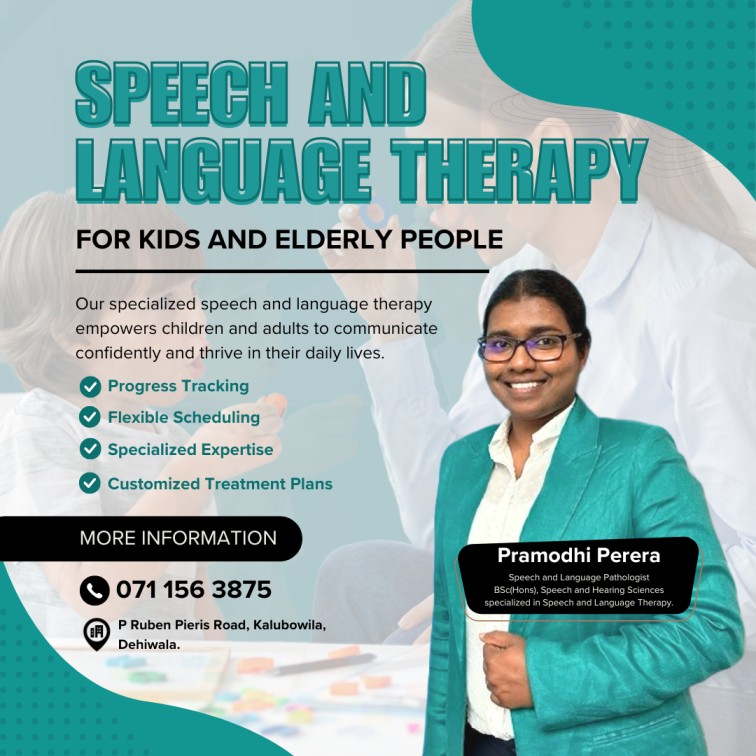 SPEECH AND
LANGUAGE THERAPY
FOR KIDS AND ELDERLY PEOPLE
Our specialized speech and language therapy
empowers children and adults to communicate
confidently and thrive in their daily lives.
Progress Tracking
Flexible Scheduling
Specialized Expertise
Customized Treatment Plans
MORE INFORMATION
071 156 3875
P Ruben Pieris Road, Kalubowila,
Dehiwala.
Pramodhi Perera
Speech and Language Pathologist
BSc(Hons), Speech and Hearing Sciences
specialized in Speech and Language Therapy.